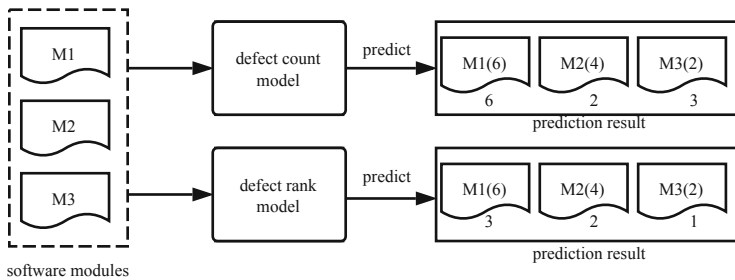 M1
M2
M3
software modules
defect count
model
predict
M1(6)
M2(4)
M3(2)
6
2
3
prediction result
defect rank
model
predict
M1(6)
M2(4)
M3(2)
3
2
1
prediction result